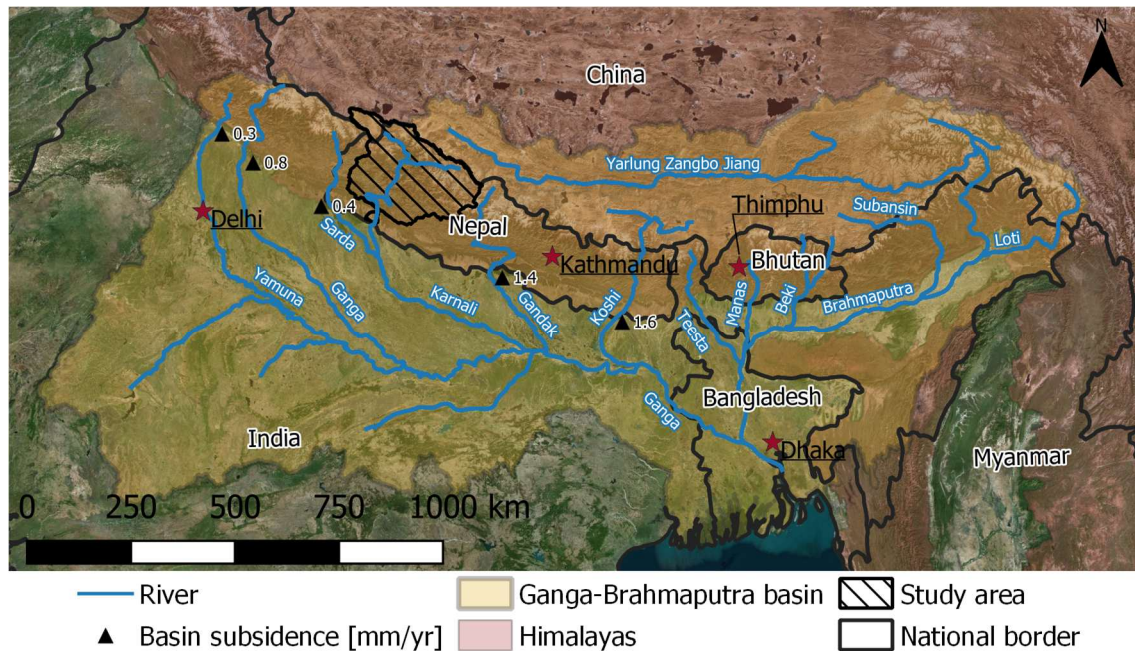 N
China
0.3
0.8
Yarlung Zangbo Jiang
Delhi
0.4
Sarda
Nepal
Thimphu
Subansiri
Loti
Kathmandu
Bhutan
1.4
Yamuna
Ganga
Karnali
Gandak
Koshi
1.6
Teesta
Manas
Beki
Brahmaputra
Bangladesh
Ganga
India
Dhaka
Myanmar
0 250 500 1000 km
River
Ganga-Brahmaputra basin
Study area
Basin subsidence [mm/yr]
Himalayas
National border